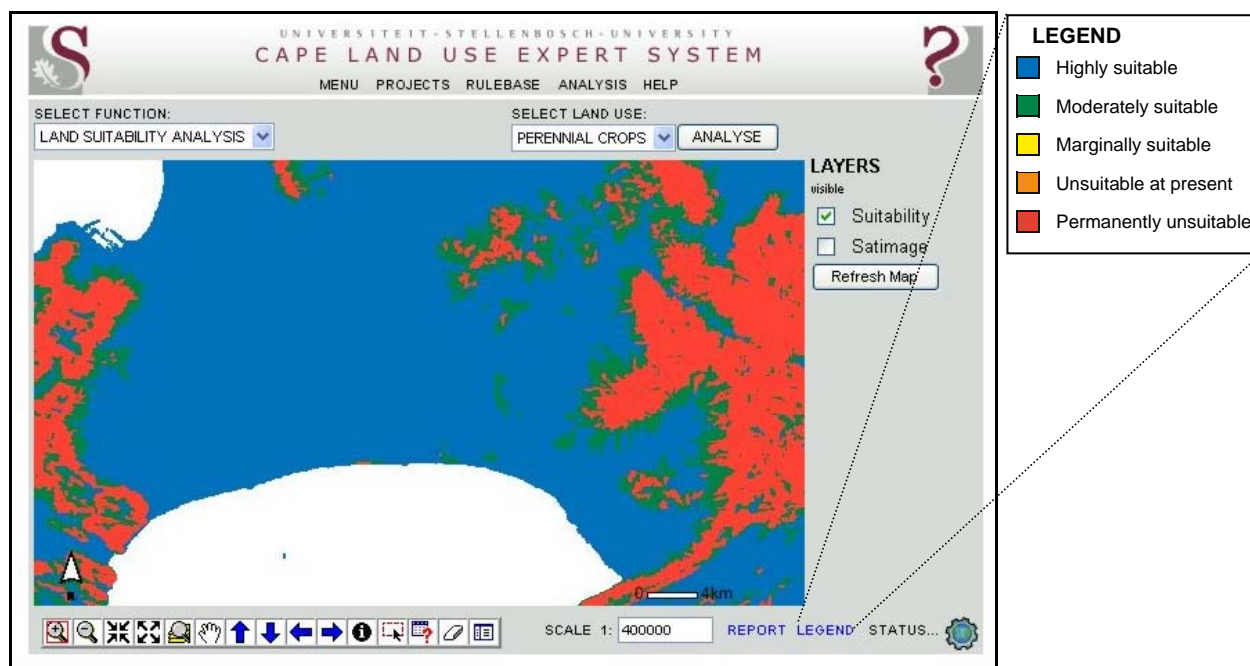 UNIVERSITEIT-STELLENBOSCH-UNIVERSITY
CAPE LAND USE EXPERT SYSTEM
MENU PROJECTS RULEBASE ANALYSIS HELP
SELECT FUNCTION:
LAND SUITABILITY ANALYSIS
SELECT LAND USE:
PERENNIAL CROPS ANALYSE
LAYERS
visible
Suitability
Satimage
Refresh Map
0 4km
SCALE 1: 400000 REPORT LEGEND STATUS...
LEGEND
Highly suitable
Moderately suitable
Marginally suitable
Unsuitable at present
Permanently unsuitable